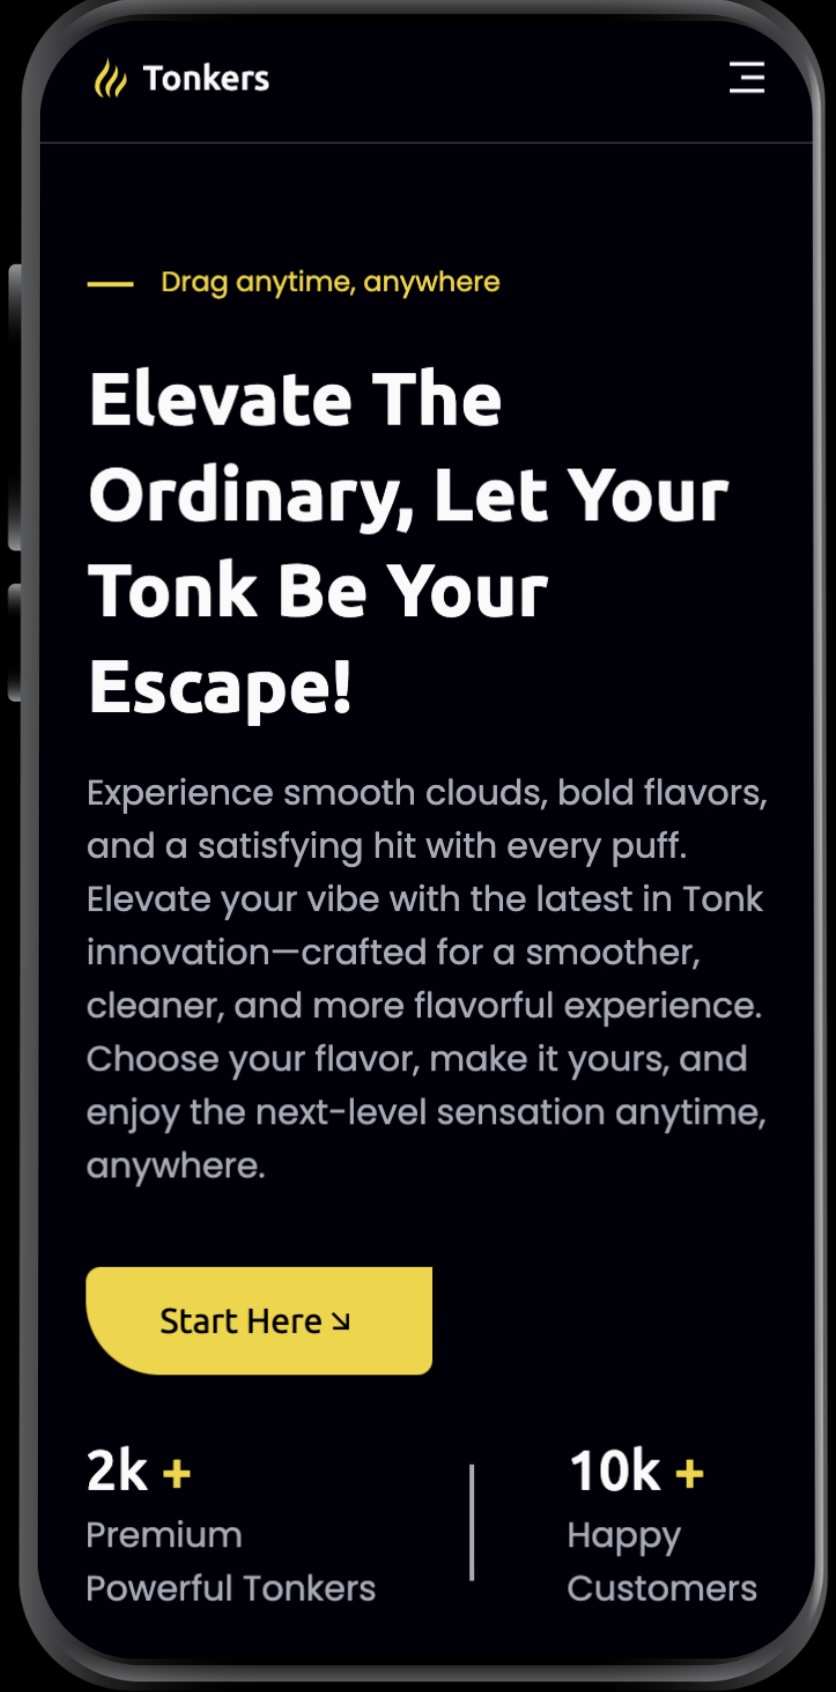 Tonkers
Drag anytime, anywhere
Elevate The
Ordinary, Let Your
Tonk Be Your
Escape!
Experience smooth clouds, bold flavors,
and a satisfying hit with every puff.
Elevate your vibe with the latest in Tonk
innovation—crafted for a smoother,
cleaner, and more flavorful experience.
Choose your flavor, make it yours, and
enjoy the next-level sensation anytime,
anywhere.
Start Here ↘
2k +
Premium
Powerful Tonkers
10k +
Happy
Customers